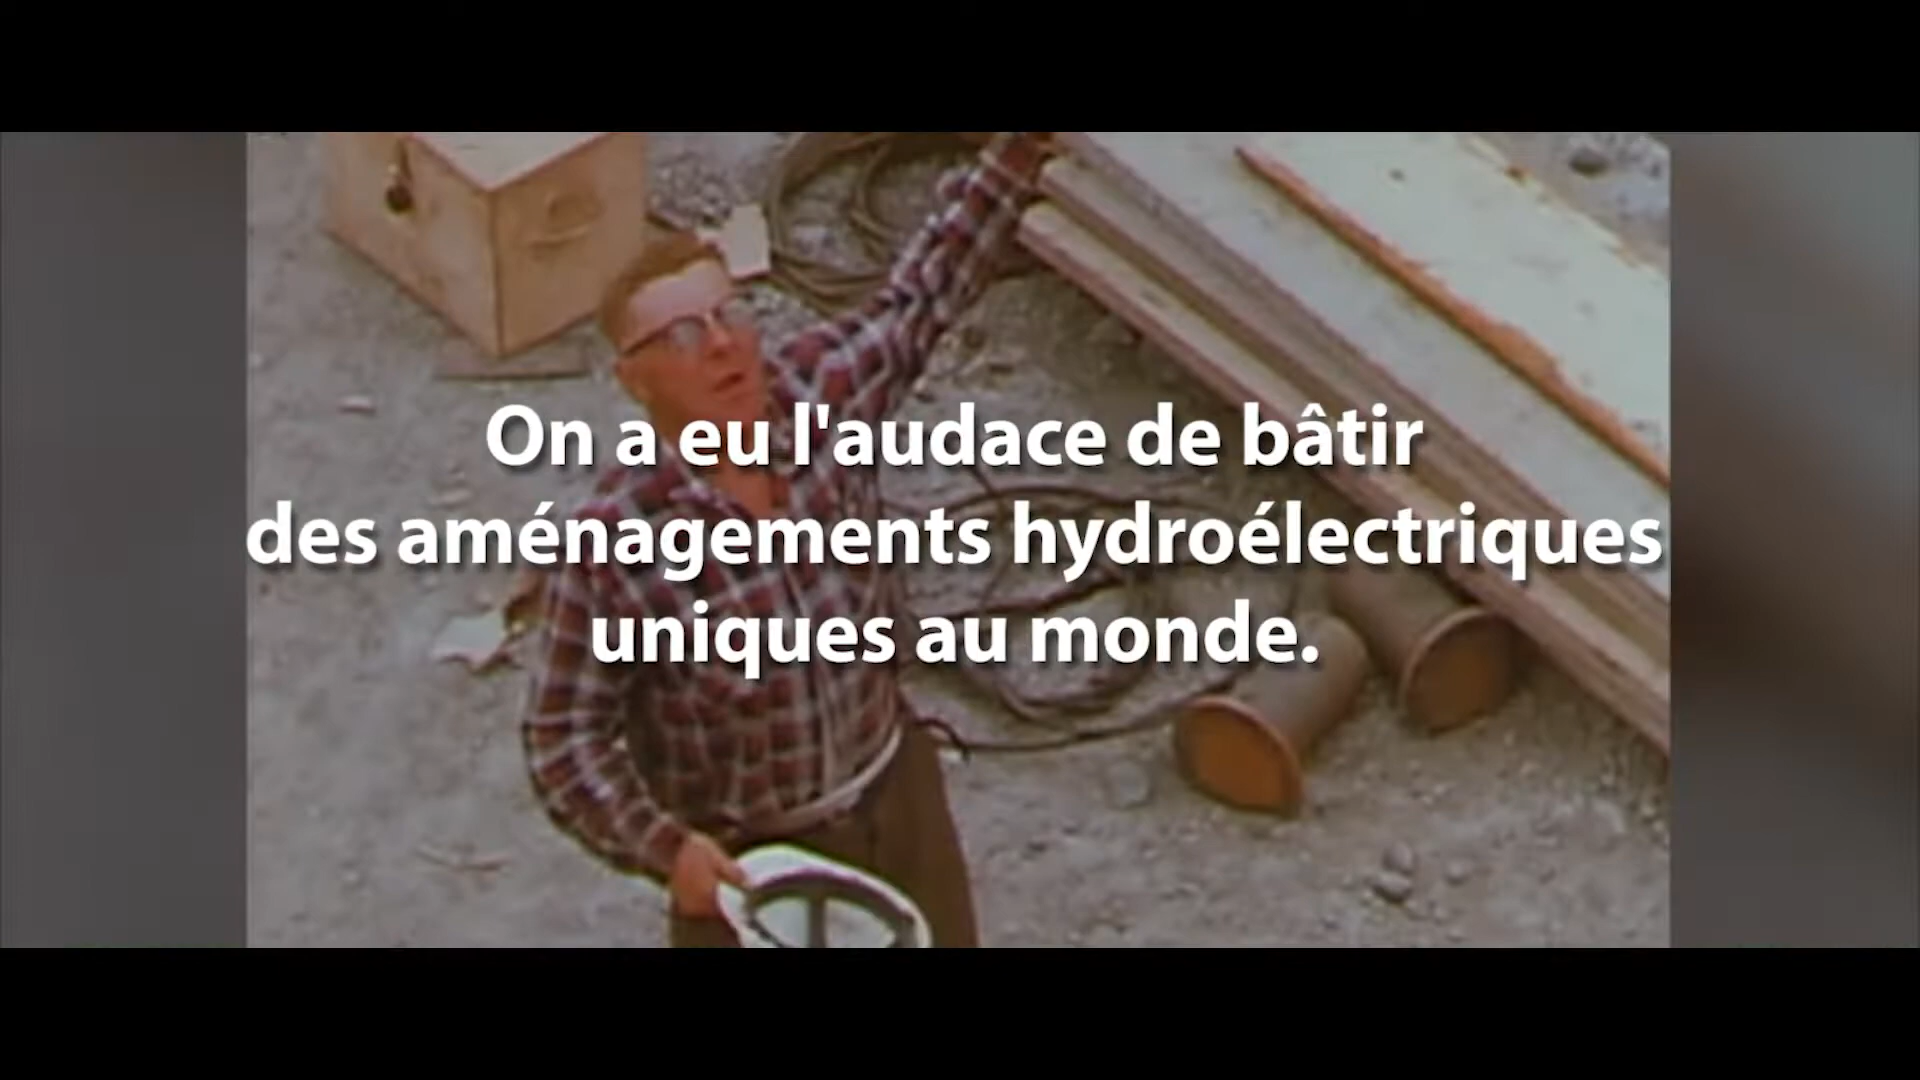 On a eu l'audace de bâtir
des aménagements hydroélectriques
uniques au monde.